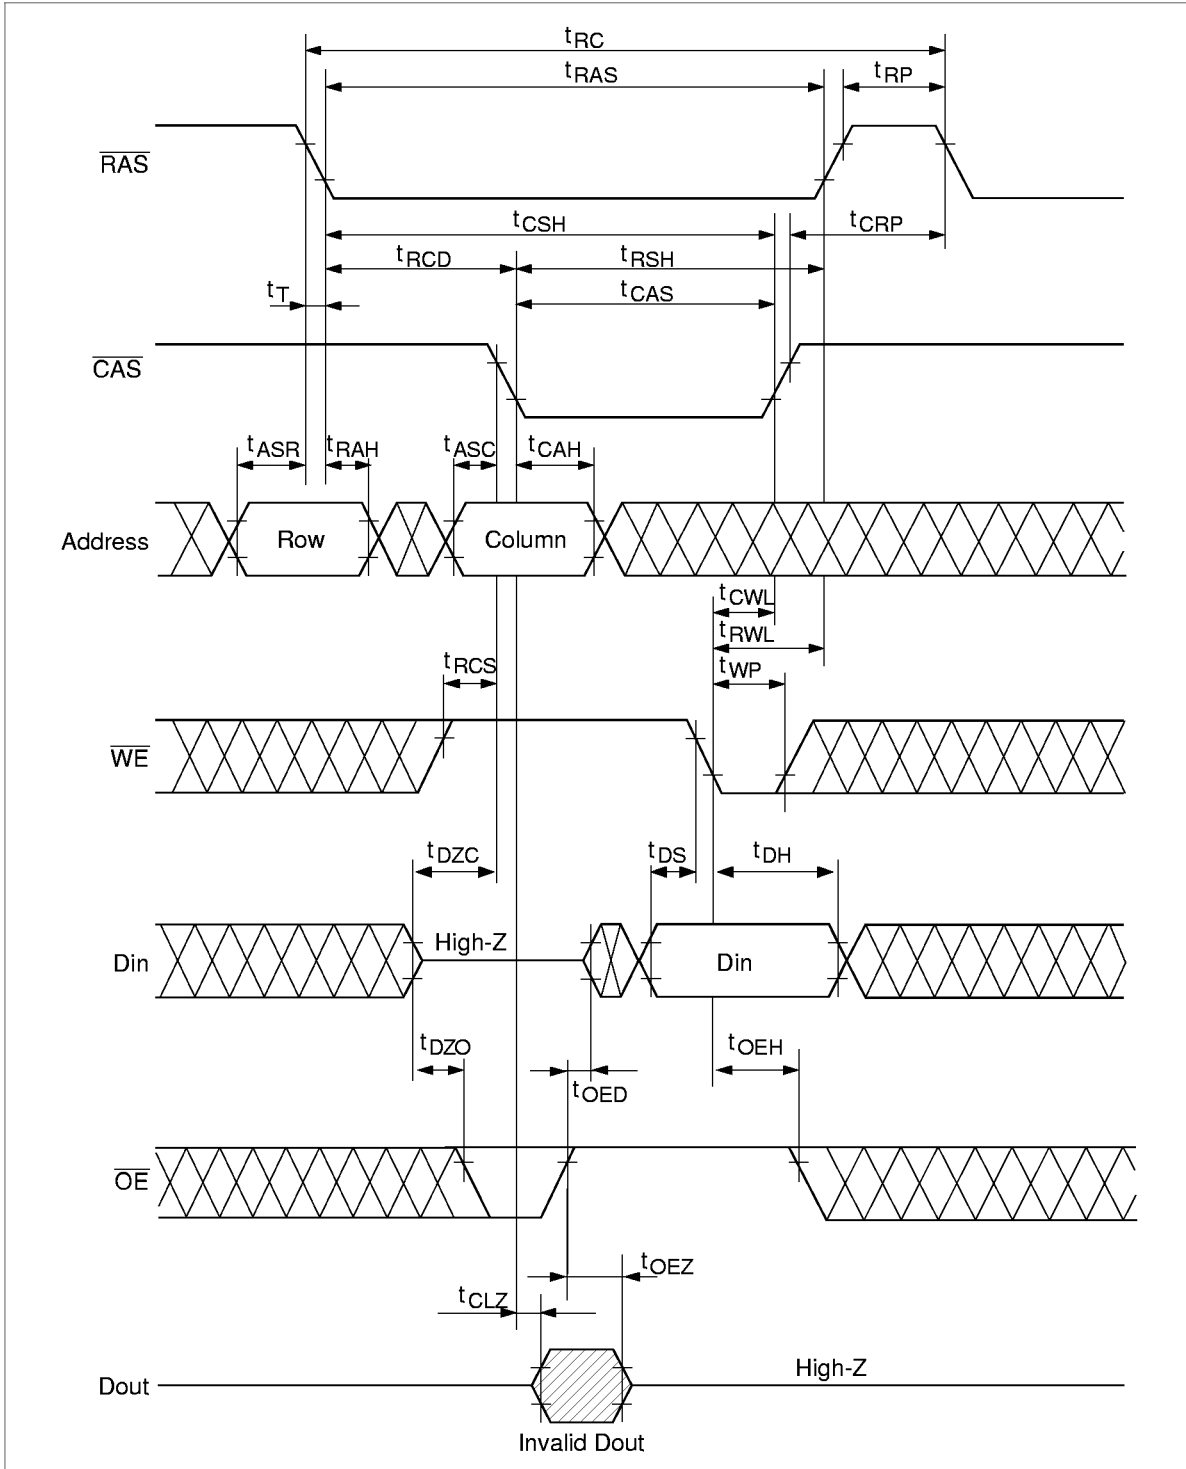 tRC
tRAS
tRP
RAS
tCSH
tCRP
tRCD
tRSH
tT
tCAS
CAS
tASR
tRAH
tASC
tCAH
Address
Row
Column
tCWL
tRWL
tRCS
tWP
WE
tDZC
tDS
tDH
High-Z
Din
Din
tDZO
tOEH
tOED
OE
tOEZ
tCLZ
High-Z
Dout
Invalid Dout